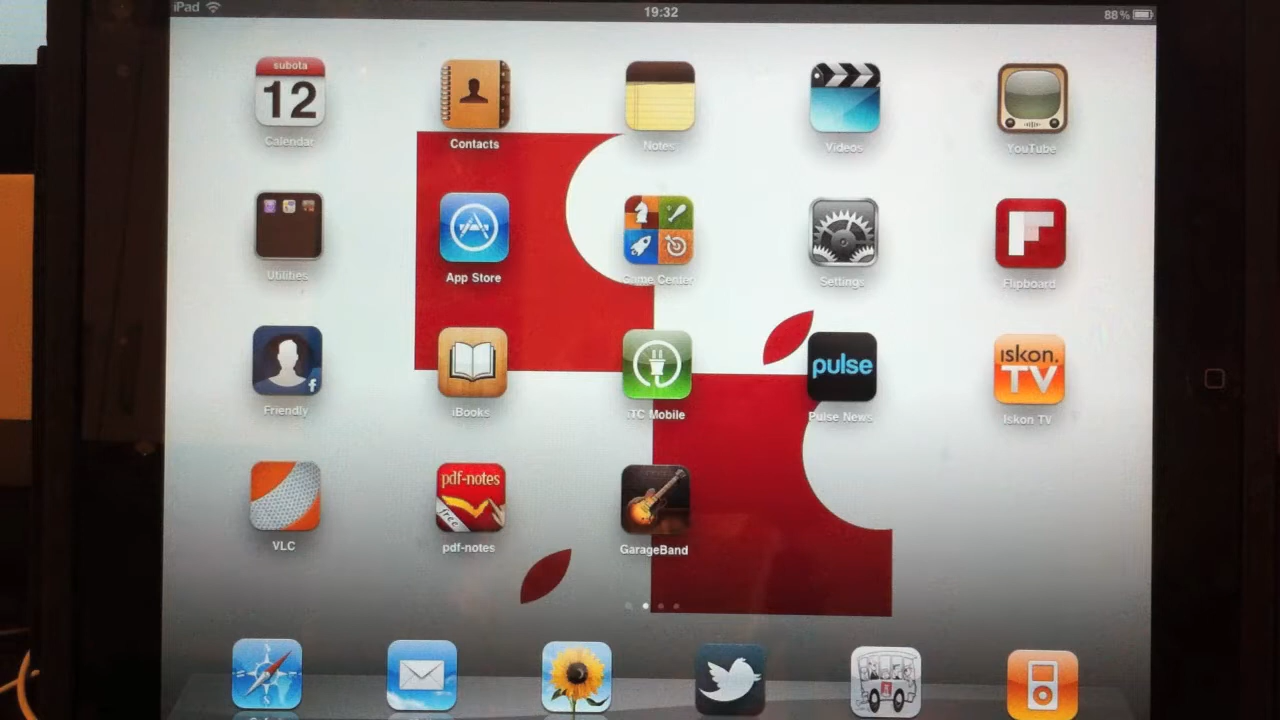 iPad 19:32 88 %
subota
12
Calendar Contacts Notes Videos YouTube
Utilities App Store Game Center Settings Flipboard
f
pulse
iskon.
TV
Friendly iBooks iTC Mobile Pulse News Iskon TV
pdf-notes
free
VLC pdf-notes GarageBand